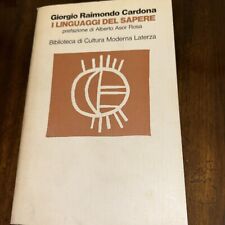 Giorgio Raimondo Cardona
I LINGUAGGI DEL SAPERE
prefazione di Alberto Asor Rosa
Biblioteca di Cultura Moderna Laterza